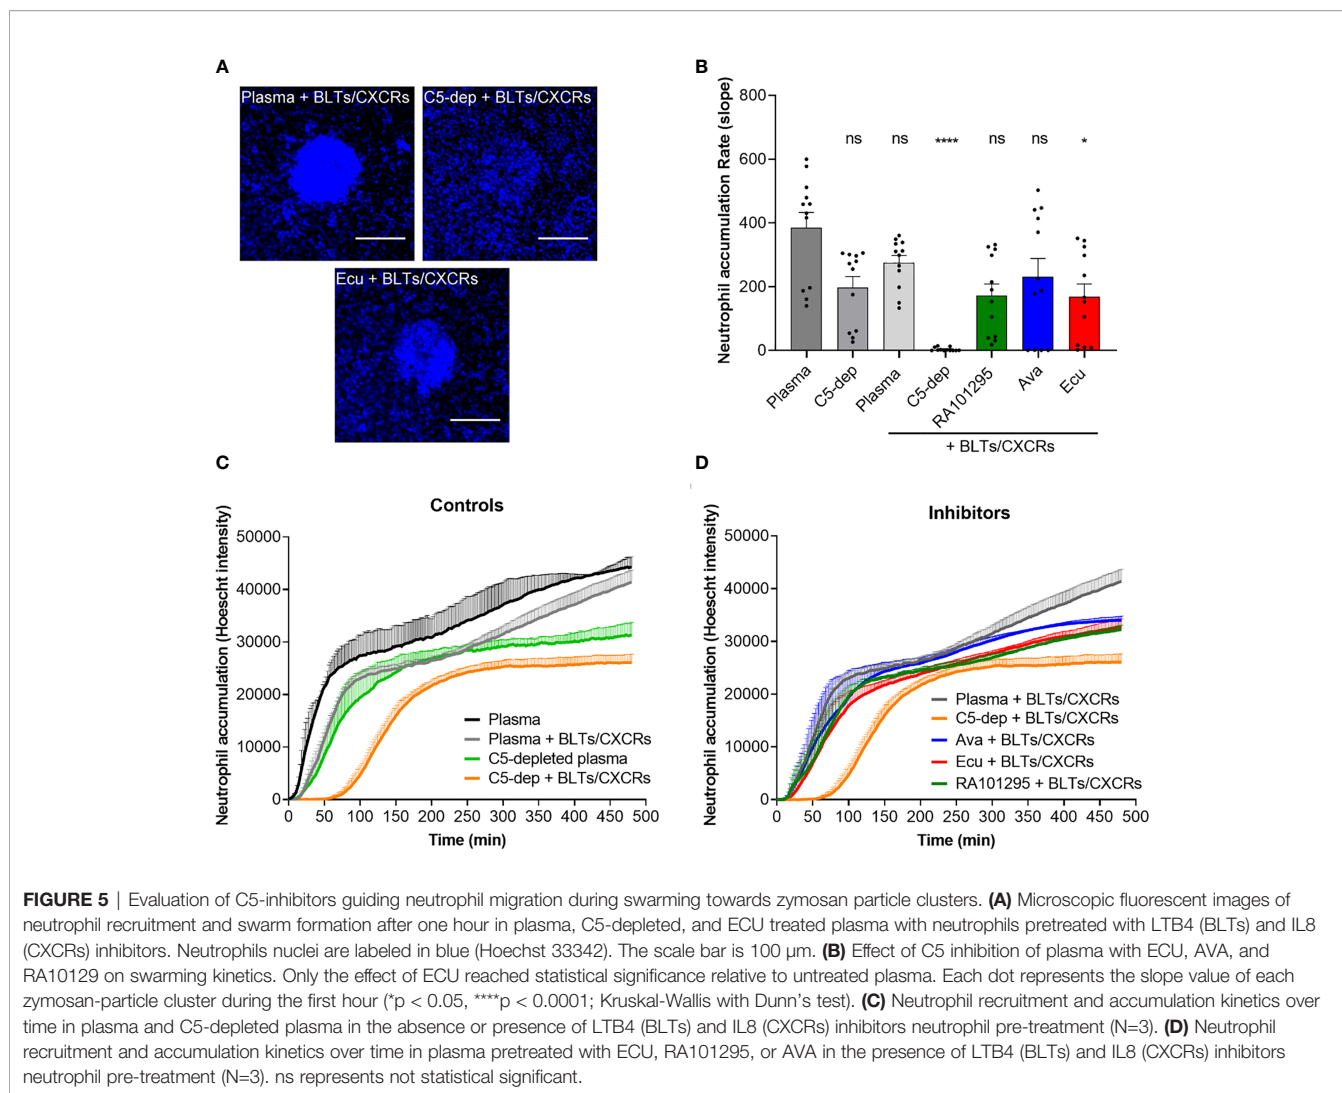 A
Plasma + BLTs/CXCRs
C5-dep + BLTs/CXCRs
Ecu + BLTs/CXCRs
B
Neutrophil accumulation Rate (slope)
800
600
400
200
0
ns
ns
****
ns
ns
*
Plasma
C5-dep
Plasma
C5-dep
RA101295
Ava
Ecu
+ BLTs/CXCRs
C
Controls
Neutrophil accumulation (Hoescht intensity)
50000
40000
30000
20000
10000
0
0 50 100 150 200 250 300 350 400 450 500
Time (min)
Plasma
Plasma + BLTs/CXCRs
C5-depleted plasma
C5-dep + BLTs/CXCRs
D
Inhibitors
Neutrophil accumulation (Hoescht intensity)
50000
40000
30000
20000
10000
0
0 50 100 150 200 250 300 350 400 450 500
Time (min)
Plasma + BLTs/CXCRs
C5-dep + BLTs/CXCRs
Ava + BLTs/CXCRs
Ecu + BLTs/CXCRs
RA101295 + BLTs/CXCRs
FIGURE 5 | Evaluation of C5-inhibitors guiding neutrophil migration during swarming towards zymosan particle clusters. (A) Microscopic fluorescent images of
neutrophil recruitment and swarm formation after one hour in plasma, C5-depleted, and ECU treated plasma with neutrophils pretreated with LTB4 (BLTs) and IL8
(CXCRs) inhibitors. Neutrophils nuclei are labeled in blue (Hoechst 33342). The scale bar is 100 µm. (B) Effect of C5 inhibition of plasma with ECU, AVA, and
RA10129 on swarming kinetics. Only the effect of ECU reached statistical significance relative to untreated plasma. Each dot represents the slope value of each
zymosan-particle cluster during the first hour (*p < 0.05, ****p < 0.0001; Kruskal-Wallis with Dunn's test). (C) Neutrophil recruitment and accumulation kinetics over
time in plasma and C5-depleted plasma in the absence or presence of LTB4 (BLTs) and IL8 (CXCRs) inhibitors neutrophil pre-treatment (N=3). (D) Neutrophil
recruitment and accumulation kinetics over time in plasma pretreated with ECU, RA101295, or AVA in the presence of LTB4 (BLTs) and IL8 (CXCRs) inhibitors
neutrophil pre-treatment (N=3). ns represents not statistical significant.